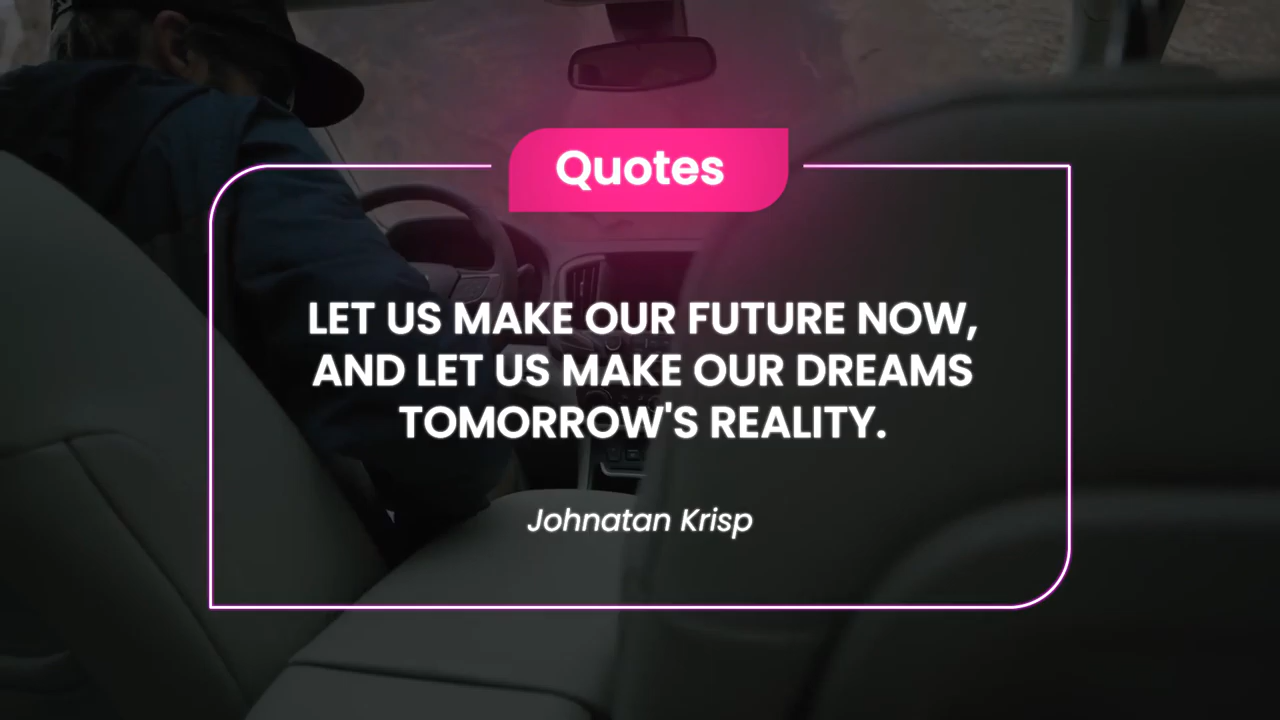 Quotes
LET US MAKE OUR FUTURE NOW,
AND LET US MAKE OUR DREAMS
TOMORROW'S REALITY.
Johnatan Krisp